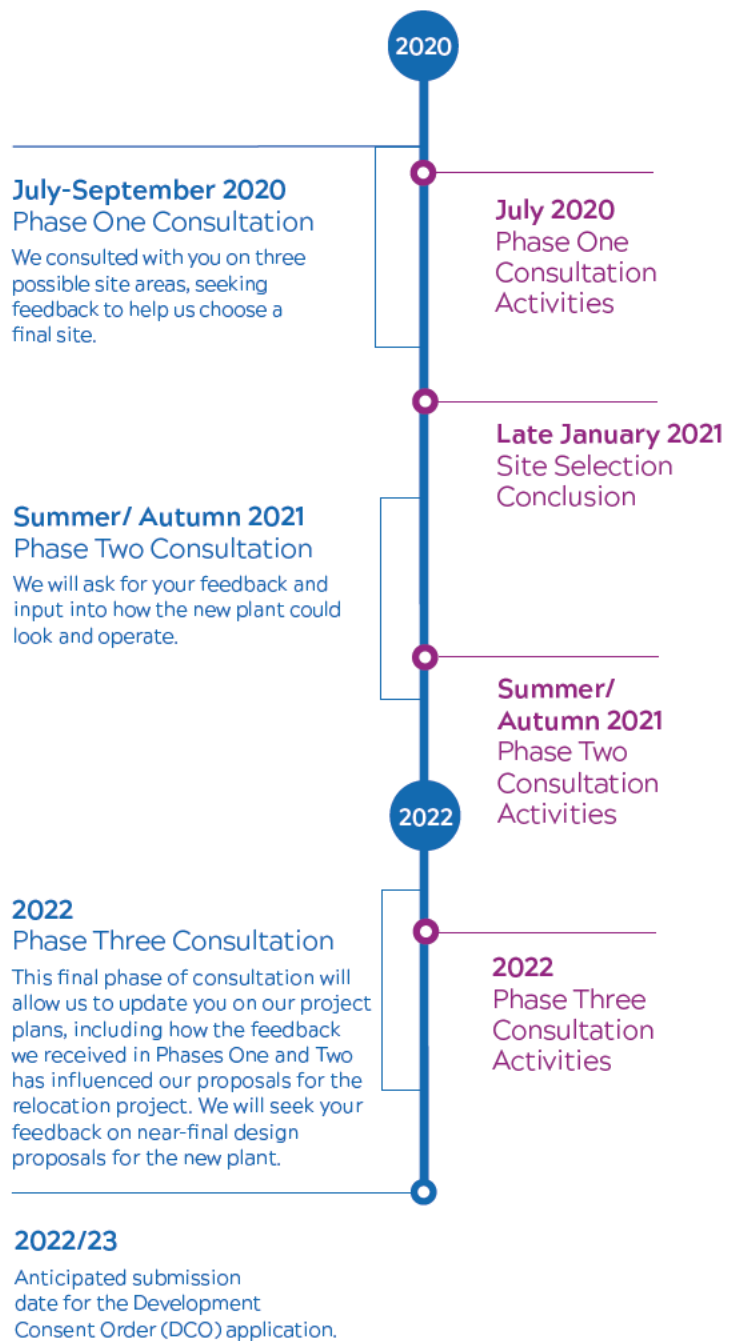 2020
July-September 2020
Phase One Consultation
We consulted with you on three
possible site areas, seeking
feedback to help us choose a
final site.
July 2020
Phase One
Consultation
Activities
Late January 2021
Site Selection
Conclusion
Summer/ Autumn 2021
Phase Two Consultation
We will ask for your feedback and
input into how the new plant could
look and operate.
Summer/
Autumn 2021
Phase Two
Consultation
Activities
2022
2022
Phase Three Consultation
This final phase of consultation will
allow us to update you on our project
plans, including how the feedback
we received in Phases One and Two
has influenced our proposals for the
relocation project. We will seek your
feedback on near-final design
proposals for the new plant.
2022
Phase Three
Consultation
Activities
2022/23
Anticipated submission
date for the Development
Consent Order (DCO) application.